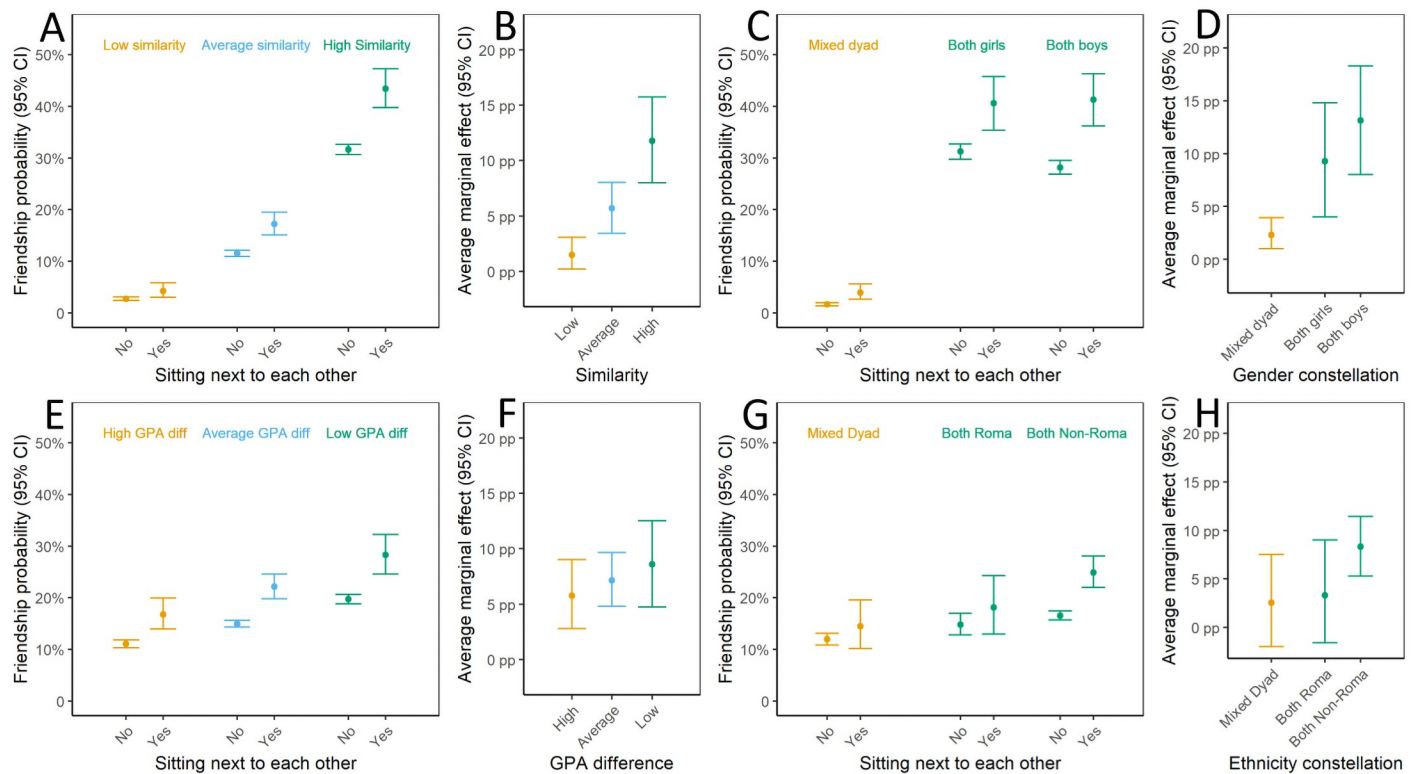 A
Friendship probability (95% CI)
50%
40%
30%
20%
10%
0
Low similarity Average similarity High Similarity
No Yes No Yes No Yes
Sitting next to each other
B
Average marginal effect (95% CI)
20 pp
15 pp
10 pp
5 pp
0 pp
Low Average High
Similarity
C
Friendship probability (95% CI)
50%
40%
30%
20%
10%
0
Mixed dyad Both girls Both boys
No Yes No Yes No Yes
Sitting next to each other
D
Average marginal effect (95% CI)
20 pp
15 pp
10 pp
5 pp
0 pp
Mixed dyad Both girls Both boys
Gender constellation
E
Friendship probability (95% CI)
50%
40%
30%
20%
10%
0
High GPA diff Average GPA diff Low GPA diff
No Yes No Yes No Yes
Sitting next to each other
F
Average marginal effect (95% CI)
20 pp
15 pp
10 pp
5 pp
0 pp
High Average Low
GPA difference
G
Friendship probability (95% CI)
50%
40%
30%
20%
10%
0
Mixed Dyad Both Roma Both Non-Roma
No Yes No Yes No Yes
Sitting next to each other
H
Average marginal effect (95% CI)
20 pp
15 pp
10 pp
5 pp
0 pp
Mixed Dyad Both Roma Both Non-Roma
Ethnicity constellation